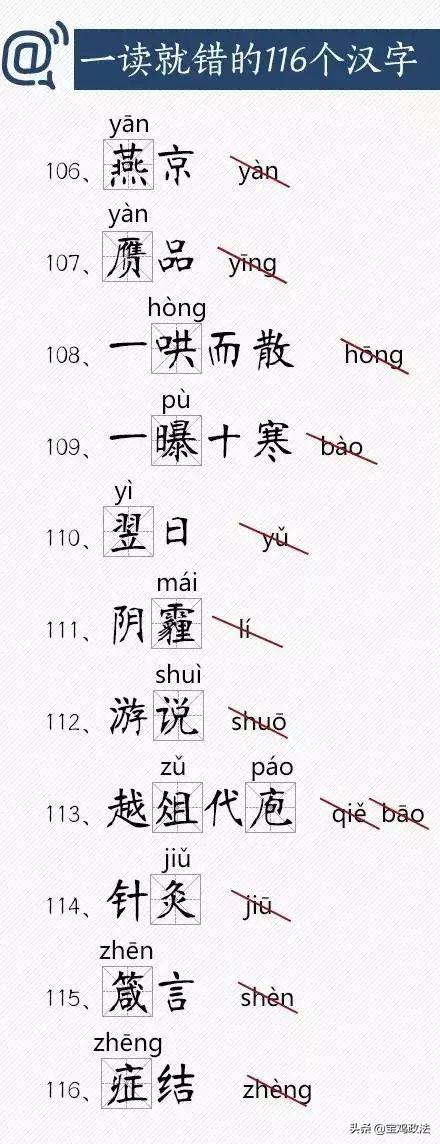 @ 一读就错的116个汉字
yān
106、燕京 yàn
yàn
107、赝品 yīng
hòng
108、一哄而散 hōng
pù
109、一曝十寒 bào
yì
110、翌日 yǔ
mái
111、阴霾 lí
shuì
112、游说 shuō
zǔ páo
113、越俎代庖 qiě bāo
jiǔ
114、针灸 jiū
zhēn
115、箴言 shèn
zhēng
116、症结 zhèng
头条 @宝鸡政法